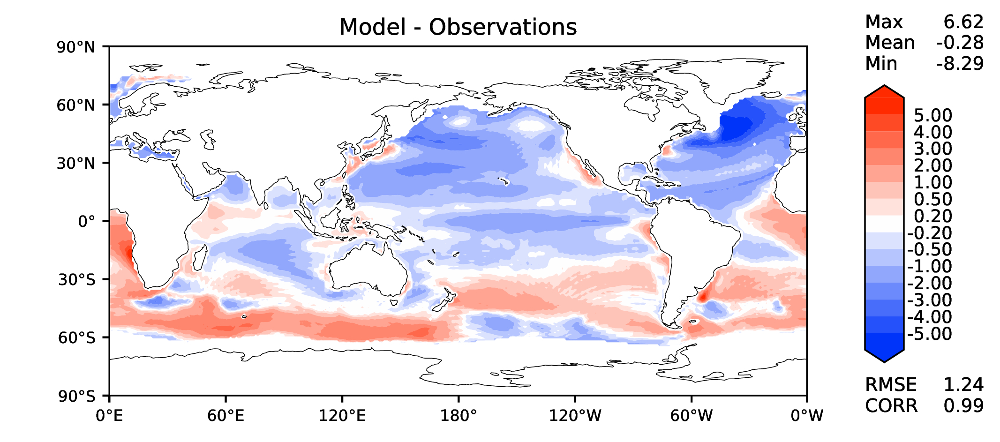 Model - Observations
Max 6.62
Mean -0.28
Min -8.29
90°N
60°N
30°N
0°
30°S
60°S
90°S
0°E 60°E 120°E 180° 120°W 60°W 0°W
5.00
4.00
3.00
2.00
1.00
0.50
0.20
-0.20
-0.50
-1.00
-2.00
-3.00
-4.00
-5.00
RMSE 1.24
CORR 0.99